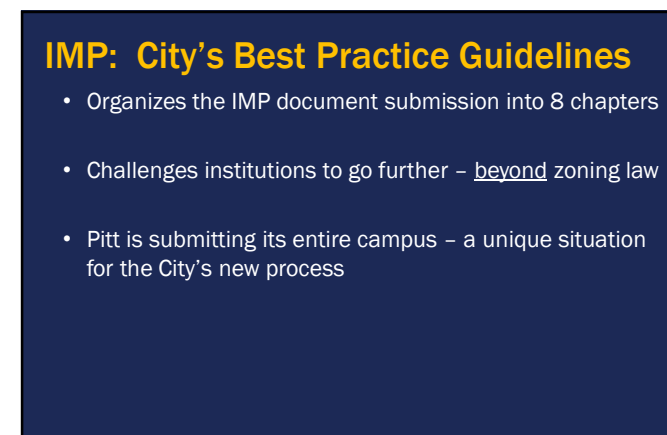 IMP: City's Best Practice Guidelines
• Organizes the IMP document submission into 8 chapters
• Challenges institutions to go further – beyond zoning law
• Pitt is submitting its entire campus – a unique situation
for the City's new process